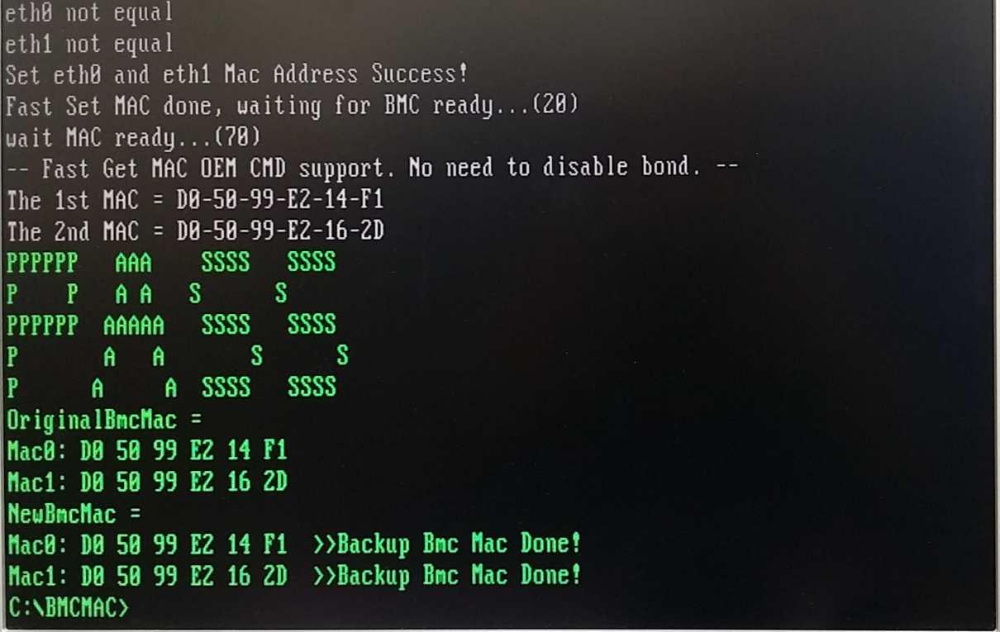 eth0 not equal
eth1 not equal
Set eth0 and eth1 Mac Address Success!
Fast Set MAC done, waiting for BMC ready...(20)
wait MAC ready...(70)
-- Fast Get MAC OEM CMD support. No need to disable bond. --
The 1st MAC = D0-50-99-E2-14-F1
The 2nd MAC = D0-50-99-E2-16-2D
PPPPPP   AAA    SSSS   SSSS
P    P   A A   S      S
PPPPPP  AAAAA   SSSS   SSSS
P       A   A       S      S
P      A     A  SSSS   SSSS
OriginalBmcMac =
Mac0: D0 50 99 E2 14 F1
Mac1: D0 50 99 E2 16 2D
NewBmcMac =
Mac0: D0 50 99 E2 14 F1  >>Backup Bmc Mac Done!
Mac1: D0 50 99 E2 16 2D  >>Backup Bmc Mac Done!
C:\BMCMAC>